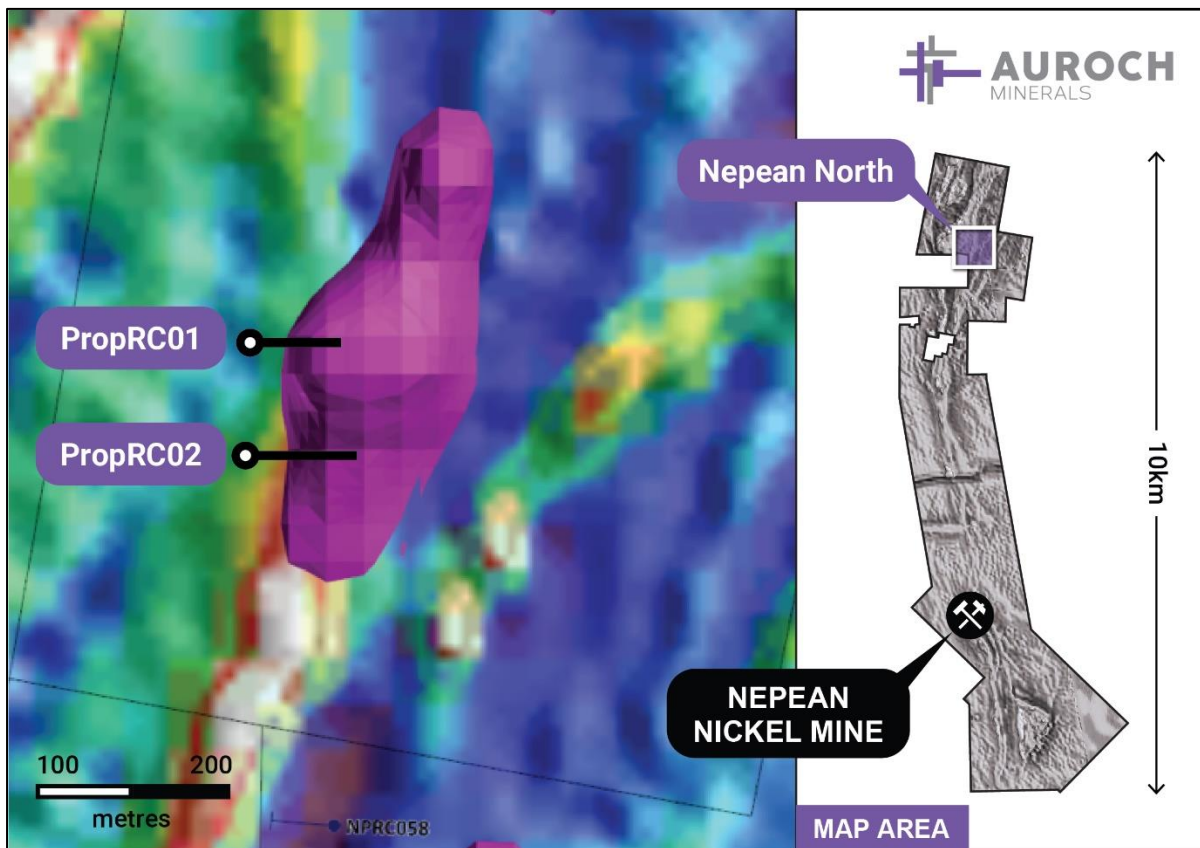 AUROCH
MINERALS
Nepean North
PropRC01
PropRC02
10km
NEPEAN
NICKEL MINE
100 200
metres
NPRC058
MAP AREA